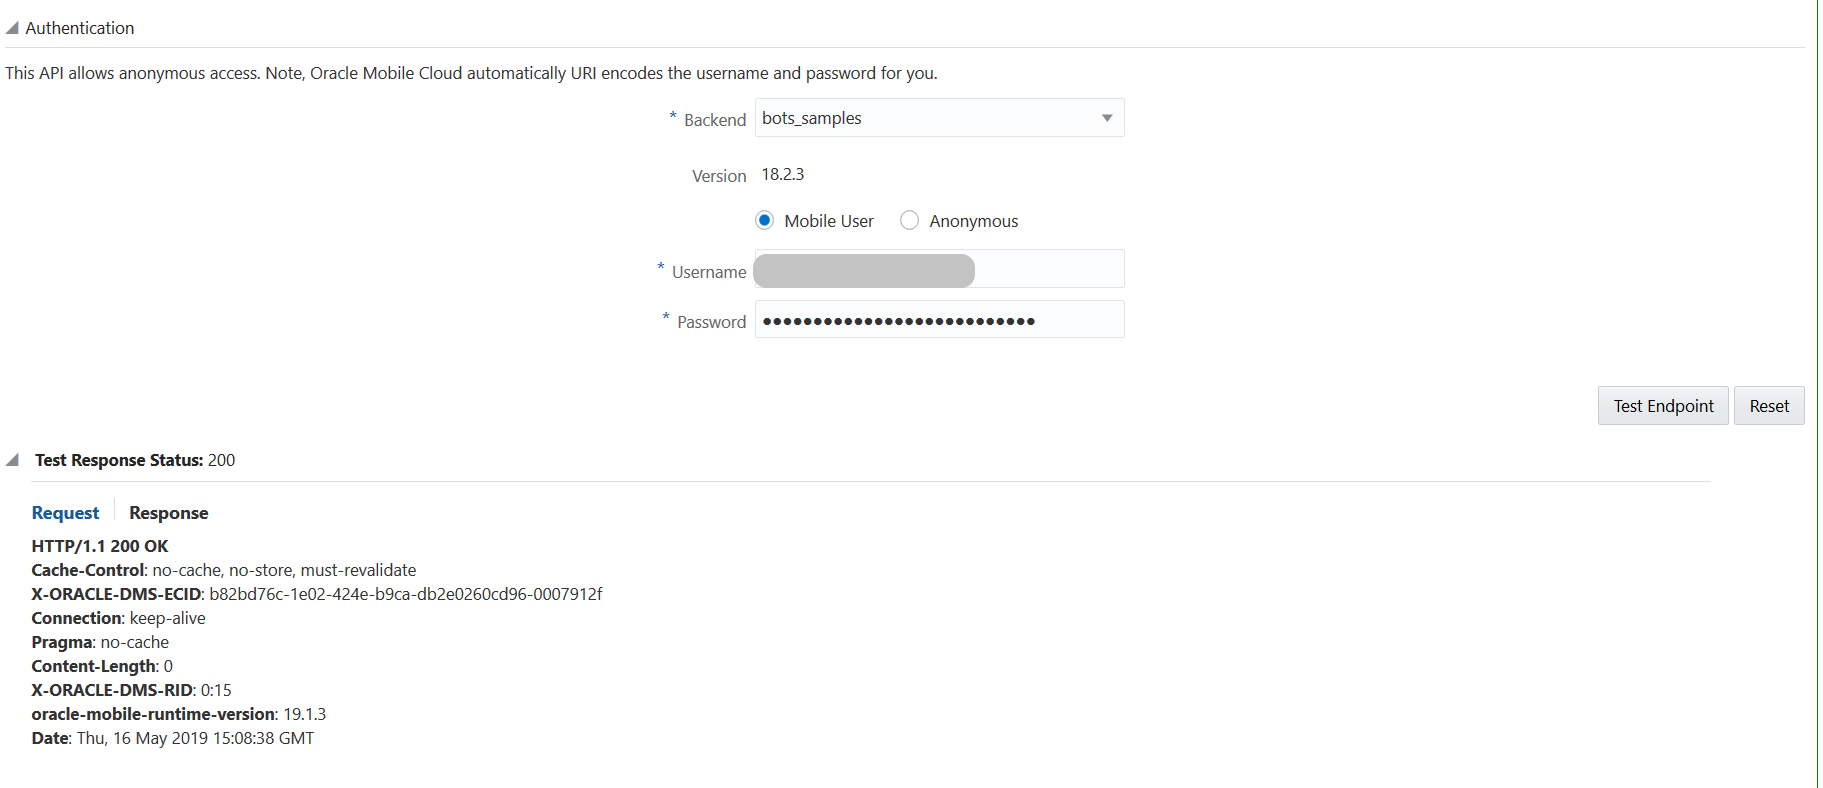 Authentication
This API allows anonymous access. Note, Oracle Mobile Cloud automatically URI encodes the username and password for you.
* Backend bots_samples
Version 18.2.3
Mobile User Anonymous
* Username
* Password ●●●●●●●●●●●●●●●●●●●●●●●●●●●
Test Endpoint Reset
Test Response Status: 200
Request Response
HTTP/1.1 200 OK
Cache-Control: no-cache, no-store, must-revalidate
X-ORACLE-DMS-ECID: b82bd76c-1e02-424e-b9ca-db2e0260cd96-0007912f
Connection: keep-alive
Pragma: no-cache
Content-Length: 0
X-ORACLE-DMS-RID: 0:15
oracle-mobile-runtime-version: 19.1.3
Date: Thu, 16 May 2019 15:08:38 GMT